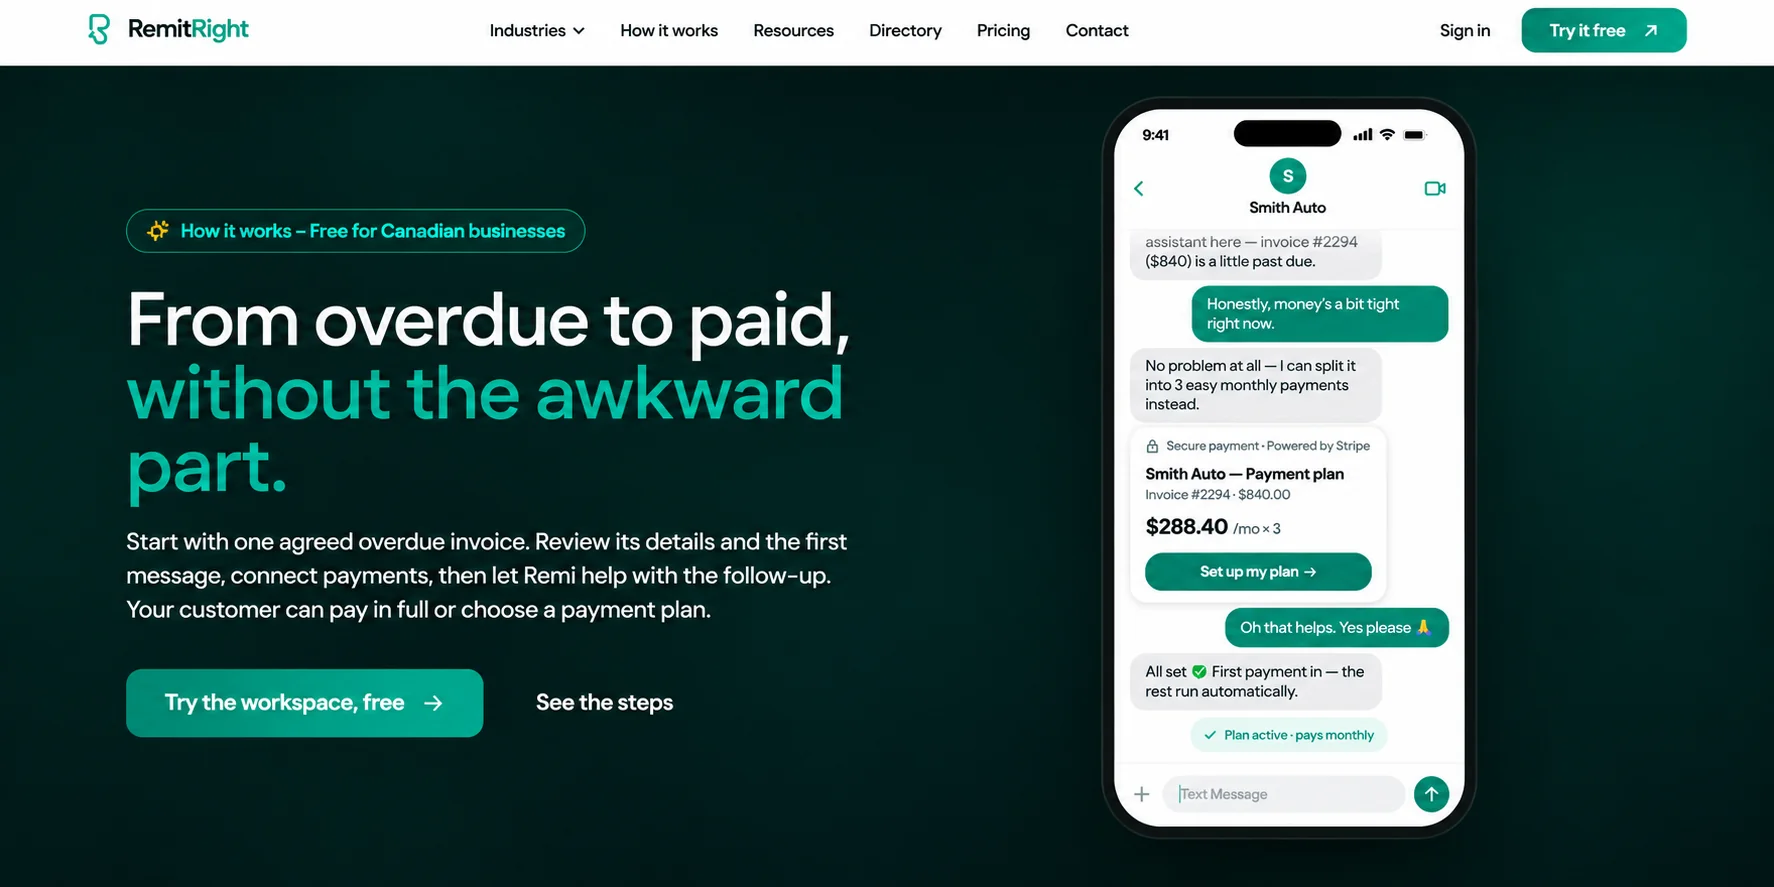 RemitRight
Industries
How it works
Resources
Directory
Pricing
Contact
Sign in
Try it free
How it works – Free for Canadian businesses
From overdue to paid,
without the awkward
part.
Start with one agreed overdue invoice. Review its details and the first
message, connect payments, then let Remi help with the follow-up.
Your customer can pay in full or choose a payment plan.
Try the workspace, free →
See the steps
9:41
S
Smith Auto
assistant here — invoice #2294
($840) is a little past due.
Honestly, money's a bit tight
right now.
No problem at all — I can split it
into 3 easy monthly payments
instead.
Secure payment · Powered by Stripe
Smith Auto — Payment plan
Invoice #2294 · $840.00
$288.40 /mo × 3
Set up my plan →
Oh that helps. Yes please 🙏
All set ✅ First payment in — the
rest run automatically.
Plan active · pays monthly
Text Message